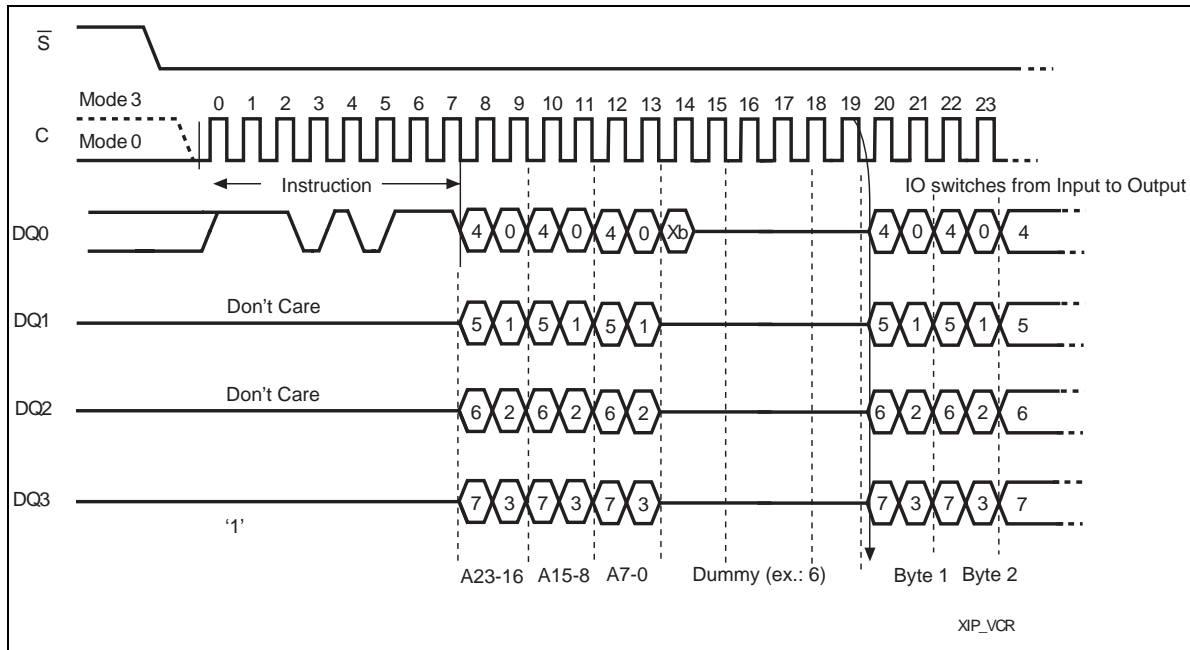 S
Mode 3
0 1 2 3 4 5 6 7 8 9 10 11 12 13 14 15 16 17 18 19 20 21 22 23
C
Mode 0
Instruction
IO switches from Input to Output
DQ0
4 0 4 0 4 0 Xb 4 0 4 0 4
Don't Care
DQ1
5 1 5 1 5 1 5 1 5 1 5
Don't Care
DQ2
6 2 6 2 6 2 6 2 6 2 6
DQ3
7 3 7 3 7 3 7 3 7 3 7
‘1’
A23-16 A15-8 A7-0 Dummy (ex.: 6) Byte 1 Byte 2
XIP_VCR